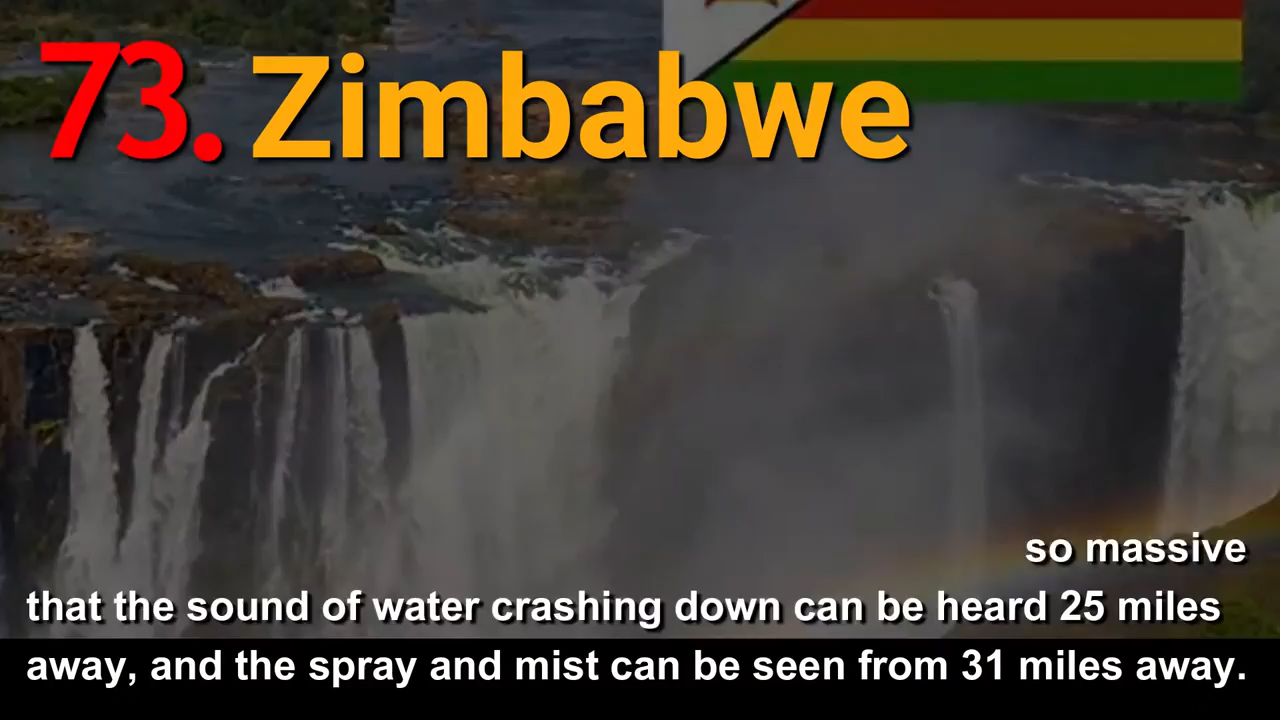 73. Zimbabwe
so massive
that the sound of water crashing down can be heard 25 miles
away, and the spray and mist can be seen from 31 miles away.